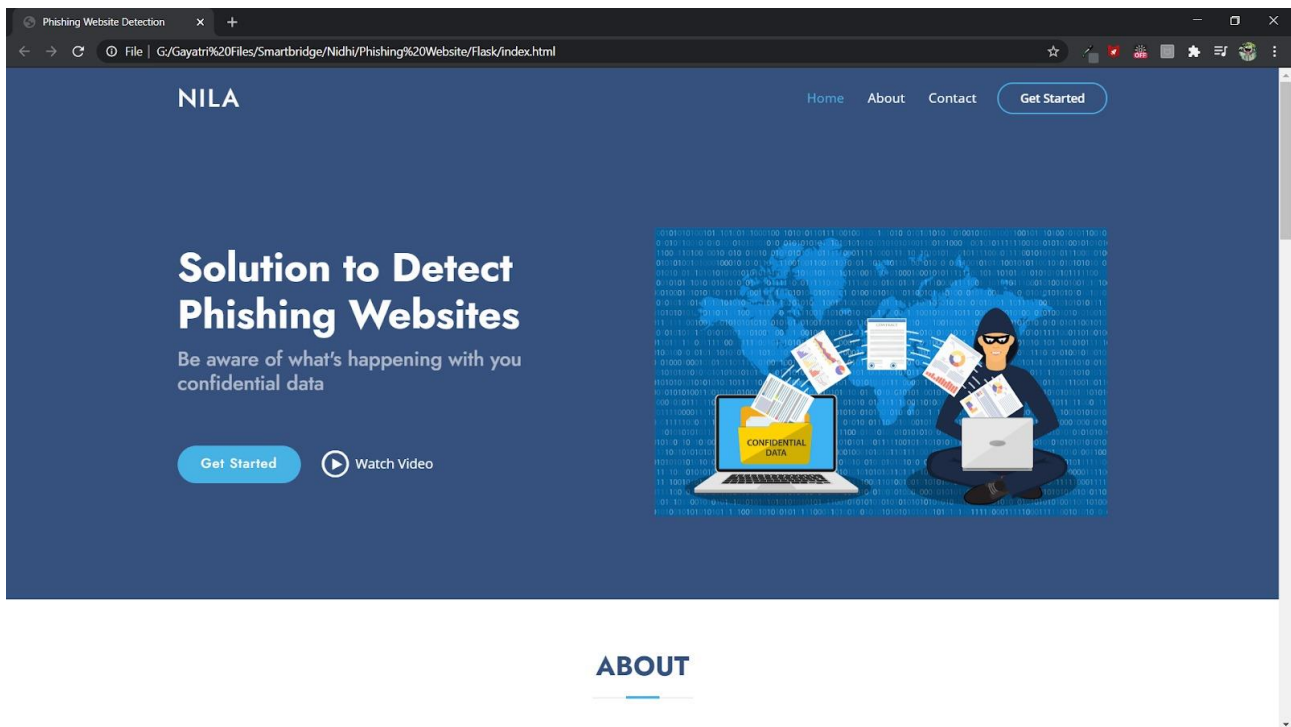 Phishing Website Detection
File | G:/Gayatri%20Files/Smartbridge/Nidhi/Phishing%20Website/Flask/index.html
OFF
NILA
Home About Contact Get Started
Solution to Detect
Phishing Websites
Be aware of what's happening with you
confidential data
CONFIDENTIAL
DATA
Get Started Watch Video
ABOUT